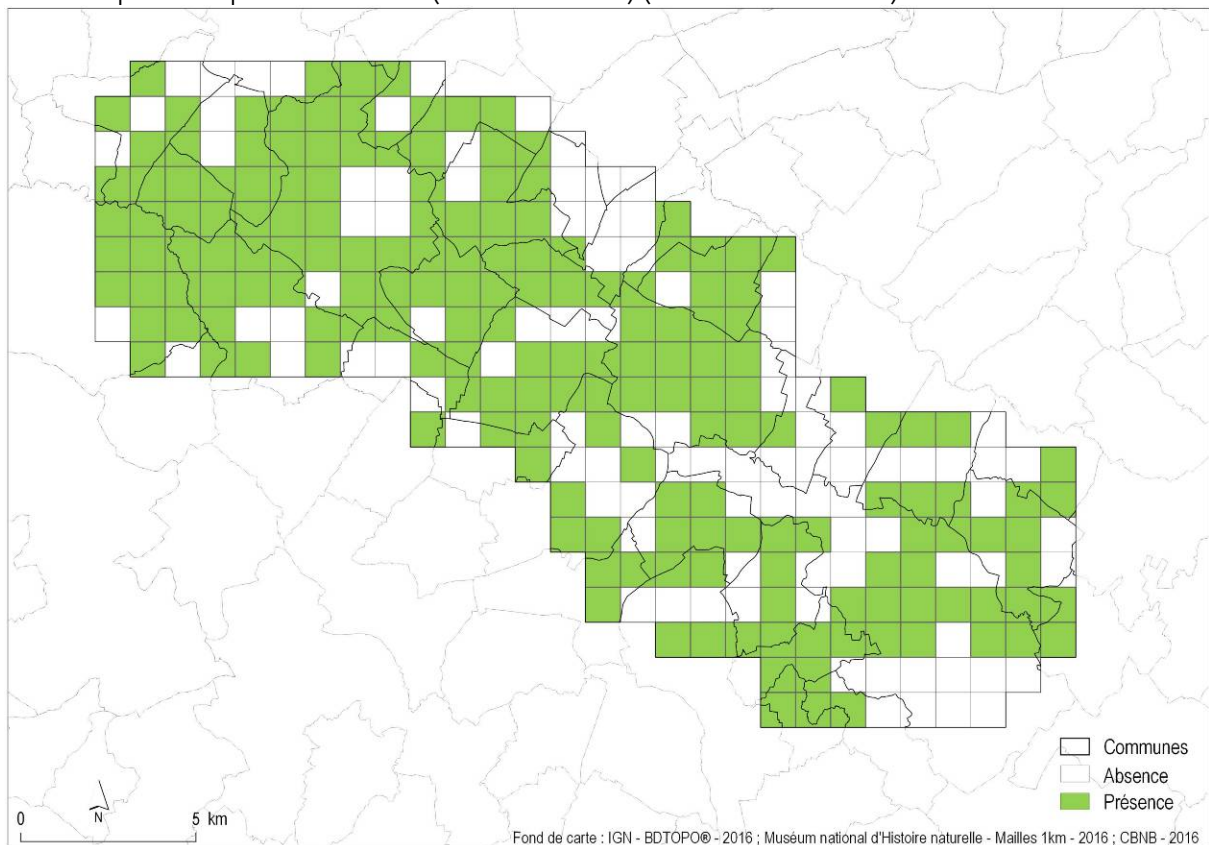 Communes
Absence
Présence
N
0 5 km
Fond de carte : IGN - BDTOPO® - 2016 ; Muséum national d'Histoire naturelle - Mailles 1km - 2016 ; CBNB - 2016